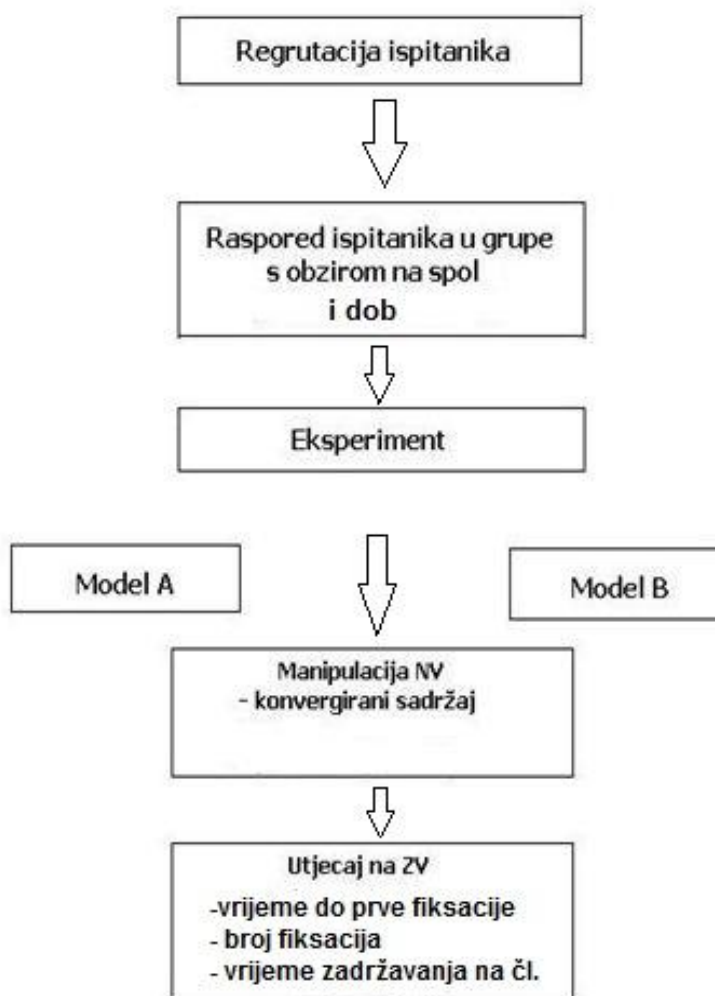 Regrutacija ispitanika
Raspored ispitanika u grupe
s obzirom na spol
i dob
Eksperiment
Model A
Model B
Manipulacija NV
- konvergirani sadržaj
Utjecaj na ZV
-vrijeme do prve fiksacije
- broj fiksacija
- vrijeme zadržavanja na čl.